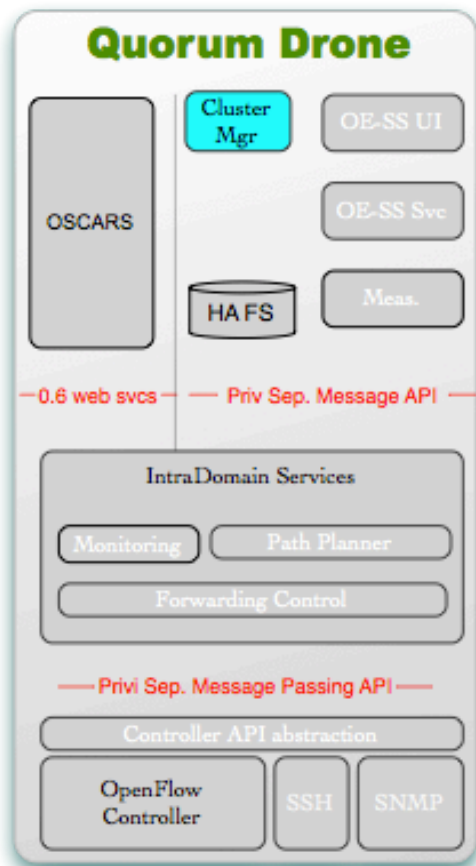 Quorum Drone
Cluster
Mgr
OE-SS UI
OSCARS
OE-SS Svc
HA FS
Meas.
0.6 web svcs
Priv Sep. Message API
IntraDomain Services
Monitoring
Path Planner
Forwarding Control
Privi Sep. Message Passing API
Controller API abstraction
OpenFlow
Controller
SSH
SNMP